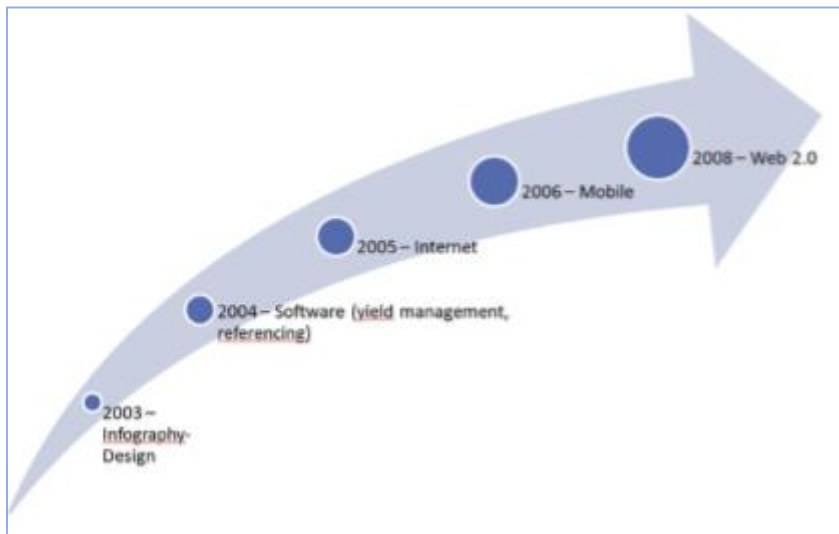 2008 – Web 2.0
2006 – Mobile
2005 – Internet
2004 – Software (yield management,
referencing)
2003 –
Infography-
Design